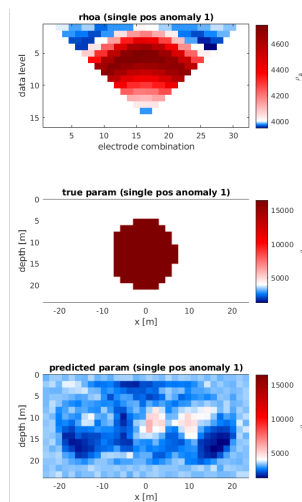 rhoa (single pos anomaly 1)
data level
5
10
15
5 10 15 20 25 30
electrode combination
4600
4400
4200
4000
true param (single pos anomaly 1)
depth [m]
0
5
10
15
20
-20 -10 0 10 20
x [m]
15000
10000
5000
predicted param (single pos anomaly 1)
depth [m]
0
5
10
15
20
-20 -10 0 10 20
x [m]
15000
10000
5000